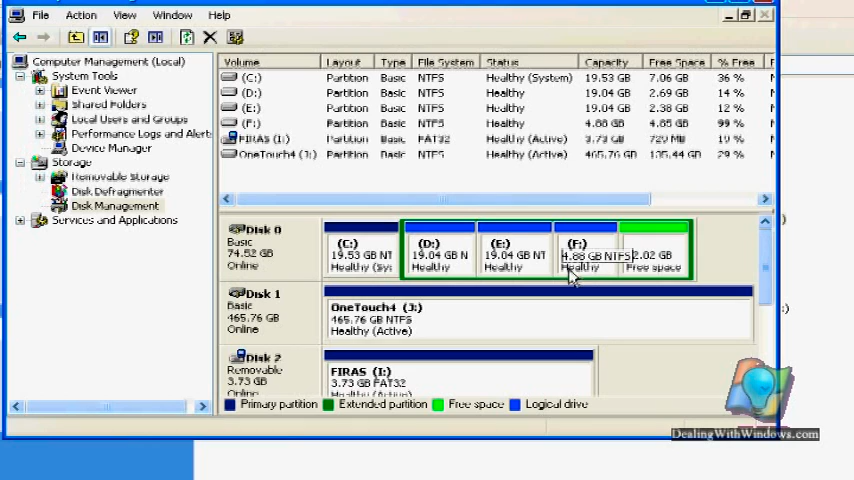 File Action View Window Help
Computer Management (Local)
System Tools
Event Viewer
Shared Folders
Local Users and Groups
Performance Logs and Alerts
Device Manager
Storage
Removable Storage
Disk Defragmenter
Disk Management
Services and Applications
Volume Layout Type File System Status Capacity Free Space % Free
(C:) Partition Basic NTFS Healthy (System) 19.53 GB 7.06 GB 36 %
(D:) Partition Basic NTFS Healthy 19.04 GB 2.69 GB 14 %
(E:) Partition Basic NTFS Healthy 19.04 GB 2.38 GB 12 %
(F:) Partition Basic NTFS Healthy 4.88 GB 4.85 GB 99 %
FIRAS (I:) Partition Basic FAT32 Healthy (Active) 3.73 GB 720 MB 19 %
OneTouch4 (J:) Partition Basic NTFS Healthy (Active) 465.76 GB 135.44 GB 29 %
Disk 0
Basic
74.52 GB
Online
(C:)
19.53 GB NT
Healthy (Sy:
(D:)
19.04 GB N
Healthy
(E:)
19.04 GB NT
Healthy
(F:)
4.88 GB NTFS
Healthy
2.02 GB
Free space
Disk 1
Basic
465.76 GB
Online
OneTouch4 (J:)
465.76 GB NTFS
Healthy (Active)
Disk 2
Removable
3.73 GB
Online
FIRAS (I:)
3.73 GB FAT32
Healthy (Active)
Primary partition Extended partition Free space Logical drive
DealingWithWindows.com